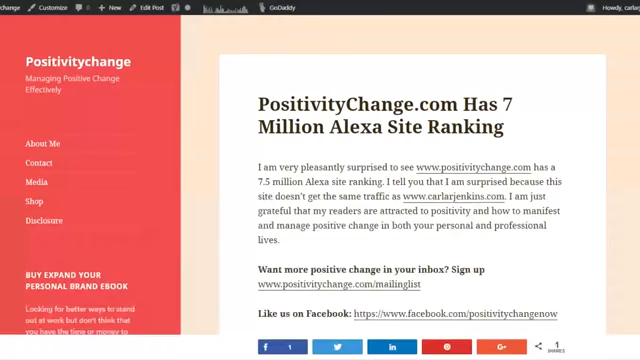 change Customize 0 New Edit Post GoDaddy Howdy, carlar
Positivitychange
Managing Positive Change
Effectively
About Me
Contact
Media
Shop
Disclosure
BUY EXPAND YOUR
PERSONAL BRAND EBOOK
Looking for better ways to stand
out at work but don't think that
you have the time or money to
PositivityChange.com Has 7
Million Alexa Site Ranking
I am very pleasantly surprised to see www.positivitychange.com has a
7.5 million Alexa site ranking. I tell you that I am surprised because this
site doesn't get the same traffic as www.carlarjenkins.com. I am just
grateful that my readers are attracted to positivity and how to manifest
and manage positive change in both your personal and professional
lives.
Want more positive change in your inbox? Sign up
www.positivitychange.com/mailinglist
Like us on Facebook: https://www.facebook.com/positivitychangenow
1
1
SHARES